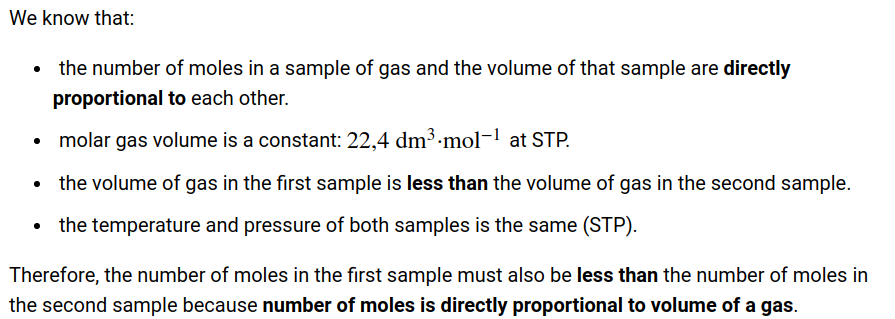 We know that:
• the number of moles in a sample of gas and the volume of that sample are directly
proportional to each other.
• molar gas volume is a constant: 22,4 dm³·mol⁻¹ at STP.
• the volume of gas in the first sample is less than the volume of gas in the second sample.
• the temperature and pressure of both samples is the same (STP).
Therefore, the number of moles in the first sample must also be less than the number of moles in
the second sample because number of moles is directly proportional to volume of a gas.